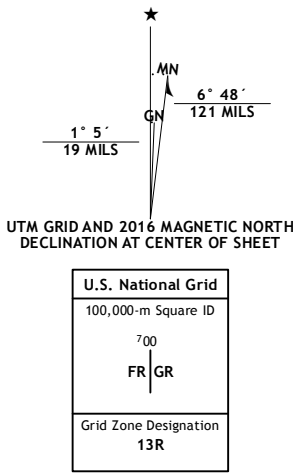 MN
6° 48´
121 MILS
GN
1° 5´
19 MILS
UTM GRID AND 2016 MAGNETIC NORTH
DECLINATION AT CENTER OF SHEET
U.S. National Grid
100,000-m Square ID
⁷00
FR GR
Grid Zone Designation
13R